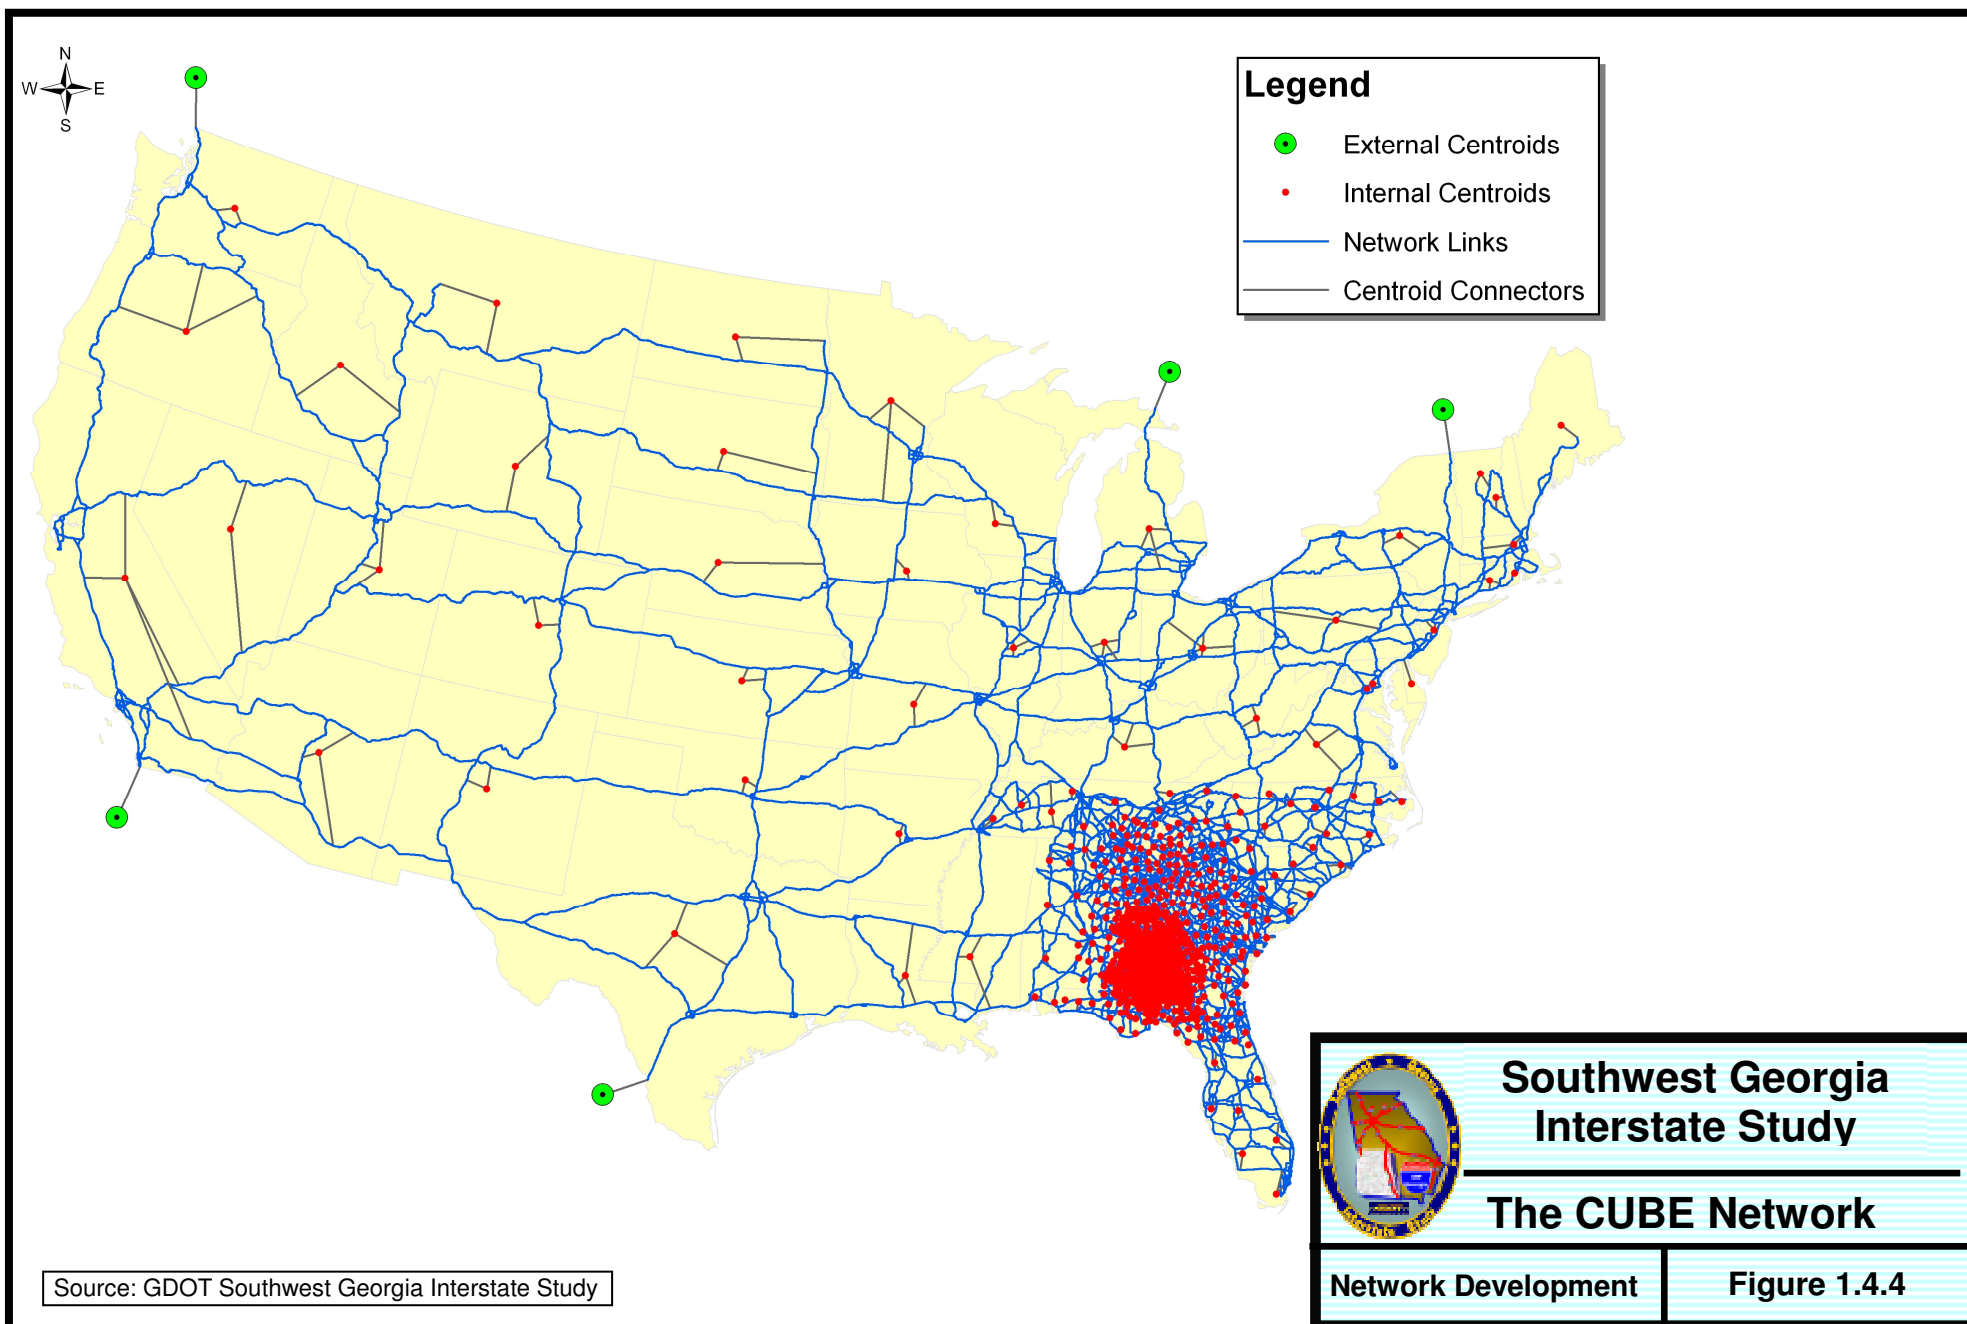 N
W E
S
Legend
External Centroids
Internal Centroids
Network Links
Centroid Connectors
Southwest Georgia
Interstate Study
The CUBE Network
Network Development
Figure 1.4.4
Source: GDOT Southwest Georgia Interstate Study